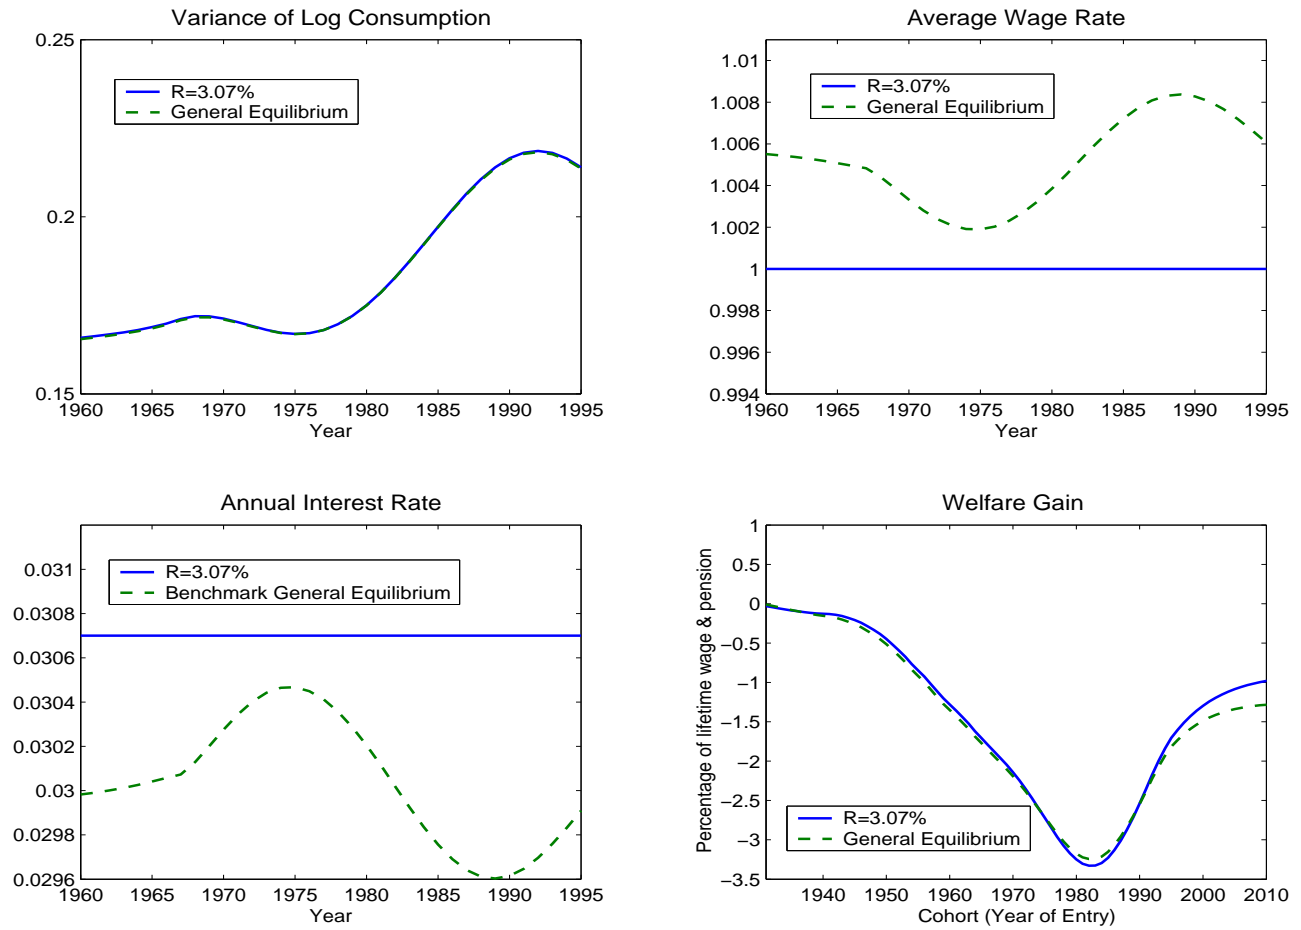 Variance of Log Consumption
0.25
R=3.07%
General Equilibrium
0.2
0.15
1960 1965 1970 1975 1980 1985 1990 1995
Year
Average Wage Rate
1.01
R=3.07%
1.008
General Equilibrium
1.006
1.004
1.002
1
0.998
0.996
0.994
1960 1965 1970 1975 1980 1985 1990 1995
Year
Annual Interest Rate
0.031
R=3.07%
Benchmark General Equilibrium
0.0308
0.0306
0.0304
0.0302
0.03
0.0298
0.0296
1960 1965 1970 1975 1980 1985 1990 1995
Year
Welfare Gain
Percentage of lifetime wage & pension
1
0.5
0
−0.5
−1
−1.5
−2
−2.5
R=3.07%
−3
General Equilibrium
−3.5
1940 1950 1960 1970 1980 1990 2000 2010
Cohort (Year of Entry)